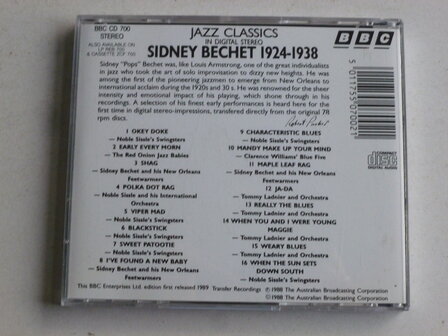 BBC CD 700
STEREO
ALSO AVAILABLE ON
LP REB 700
& CASSETTE ZCF 700
JAZZ CLASSICS
IN DIGITAL STEREO
SIDNEY BECHET 1924-1938
BBC
Sidney "Pops" Bechet was, like Louis Armstrong, one of the great individualists
in jazz who took the art of solo improvisation to dizzy new heights. He was
among the first of the pioneering jazzmen to emerge from New Orleans to
international acclaim during the 1920s and 30 s. He was renowned for the sheer
intensity and emotional impact of his playing, which shone through in his
recordings. A selection of his finest early performances is heard here for the
first time in digital stereo-impressions, transfered directly from the original 78
rpm discs.
Robert Parker
5 011755 070021
COMPACT
disc
DIGITAL AUDIO
1 OKEY DOKE
— Noble Sissle's Swingsters
2 EARLY EVERY MORN
— The Red Onion Jazz Babies
3 SHAG
— Sidney Bechet and his New Orleans
Feetwarmers
4 POLKA DOT RAG
— Noble Sissle and his International
Orchestra
5 VIPER MAD
— Noble Sissle's Swingsters
6 BLACKSTICK
— Noble Sissle's Swingsters
7 SWEET PATOOTIE
— Noble Sissle's Swingsters
8 I'VE FOUND A NEW BABY
— Sidney Bechet and his New Orleans
Feetwarmers
9 CHARACTERISTIC BLUES
— Noble Sissle's Swingsters
10 MANDY MAKE UP YOUR MIND
— Clarence Williams' Blue Five
11 MAPLE LEAF RAG
— Sidney Bechet and his New Orleans
Feetwarmers
12 JA-DA
— Tommy Ladnier and Orchestra
13 REALLY THE BLUES
— Tommy Ladnier and Orchestra
14 WHEN YOU AND I WERE YOUNG
MAGGIE
— Tommy Ladnier and Orchestra
15 WEARY BLUES
— Tommy Ladnier and Orchestra
16 WHEN THE SUN SETS
DOWN SOUTH
— Noble Sissle's Swingsters
This BBC Enterprises Ltd. edition first released 1989 Transfer Recordings ℗ 1988 The Australian Broadcasting Corporation
© 1988 The Australian Broadcasting Corporation